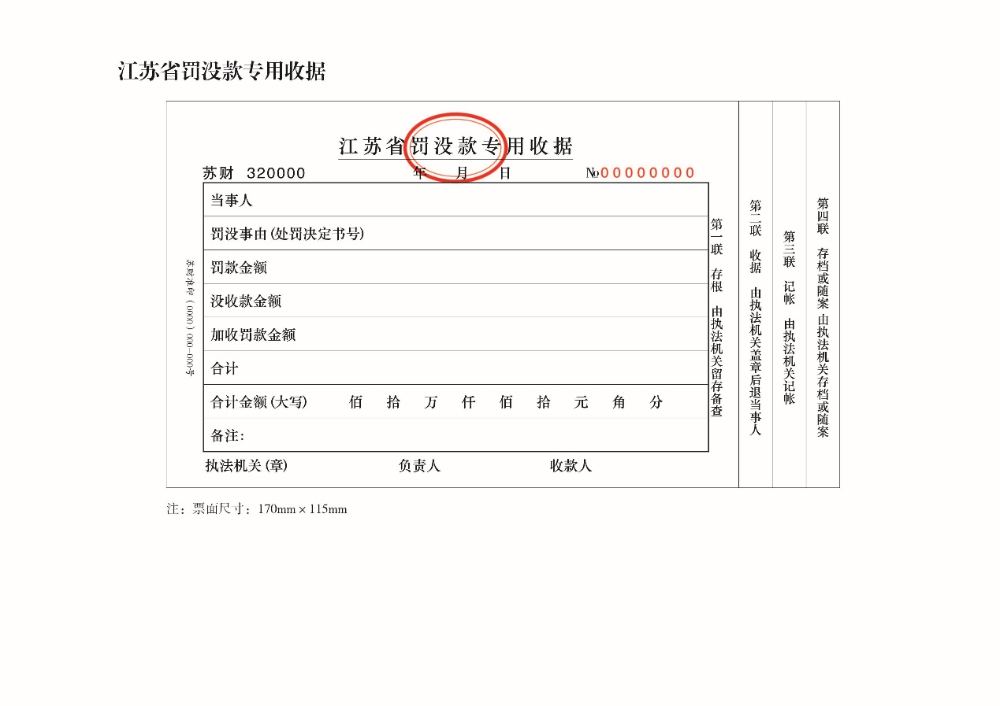 江苏省罚没款专用收据
江苏省罚没款专用收据
苏财 320000 年 月 日 №00000000
当事人
罚没事由(处罚决定书号)
罚款金额
没收款金额
加收罚款金额
合计
合计金额(大写) 佰 拾 万 仟 佰 拾 元 角 分
备注:
执法机关(章) 负责人 收款人
苏财准印(0000)000—000号
第一联 存根 由执法机关留存备查
第二联 收据 由执法机关盖章后退当事人
第三联 记帐 由执法机关记帐
第四联 存档或随案 由执法机关存档或随案
注：票面尺寸：170mm×115mm